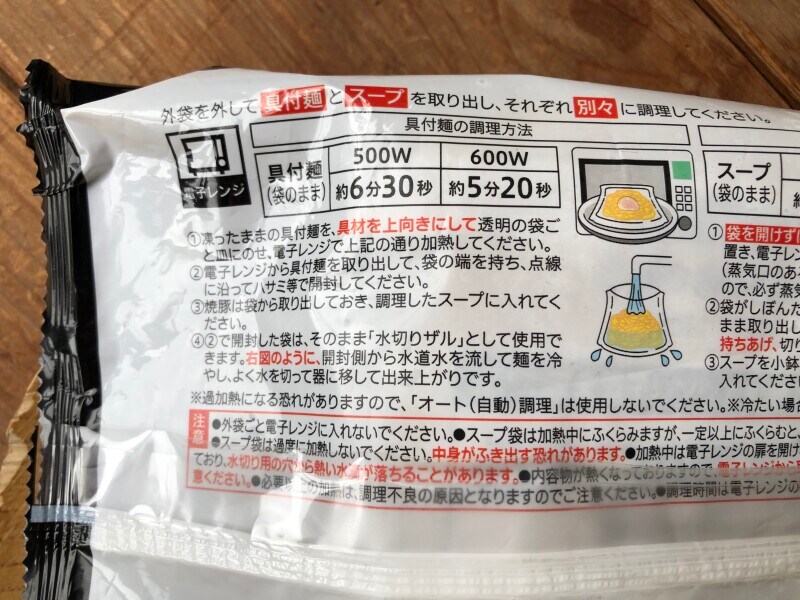 外袋を外して具付麺とスープを取り出し、それぞれ別々に調理してください。
具付麺の調理方法
電子レンジ
具付麺
(袋のまま)
500W
600W
約6分30秒
約5分20秒
①凍ったままの具付麺を、具材を上向きにして透明の袋ご
と皿にのせ、電子レンジで上記の通り加熱してください。
②電子レンジから具付麺を取り出して、袋の端を持ち、点線
に沿ってハサミ等で開封してください。
③焼豚は袋から取り出しておき、調理したスープに入れてく
ださい。
④②で開封した袋は、そのまま「水切りザル」として使用で
きます。右図のように、開封側から水道水を流して麺を冷
やし、よく水を切って器に移して出来上がりです。
スープ
(袋のまま)
約
①袋を開けずに
置き、電子レン
(蒸気口のあ
ので、必ず蒸気
②袋がしぼんだ
まま取り出し
持ちあげ、切り
③スープを小鉢
入れてくださ
※過加熱になる恐れがありますので、「オート(自動)調理」は使用しないでください。※冷たい場合
注意
●外袋ごと電子レンジに入れないでください。●スープ袋は加熱中にふくらみますが、一定以上にふくらむと、
●スープ袋は過度に加熱しないでください。中身がふき出す恐れがあります。●加熱中は電子レンジの扉を開け
ており、水切り用の穴から熱い水滴が落ちることがあります。●内容物が熱くなっておりますので、電子レンジから
意ください。●必要以上の加熱は、調理不良の原因となりますのでご注意ください。●調理時間は電子レンジの